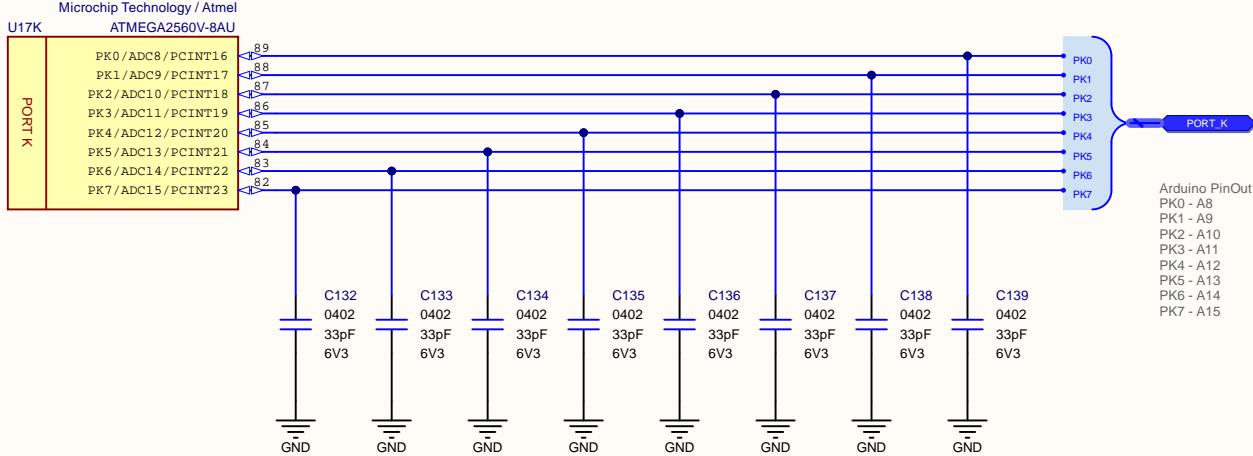 Microchip Technology / Atmel
U17K ATMEGA2560V-8AU
PORT K
PK0/ADC8/PCINT16 89 PK0
PK1/ADC9/PCINT17 88 PK1
PK2/ADC10/PCINT18 87 PK2
PK3/ADC11/PCINT19 86 PK3
PK4/ADC12/PCINT20 85 PK4
PK5/ADC13/PCINT21 84 PK5
PK6/ADC14/PCINT22 83 PK6
PK7/ADC15/PCINT23 82 PK7
PORT_K
Arduino PinOut
PK0 - A8
PK1 - A9
PK2 - A10
PK3 - A11
PK4 - A12
PK5 - A13
PK6 - A14
PK7 - A15
C132 C133 C134 C135 C136 C137 C138 C139
0402 0402 0402 0402 0402 0402 0402 0402
33pF 33pF 33pF 33pF 33pF 33pF 33pF 33pF
6V3 6V3 6V3 6V3 6V3 6V3 6V3 6V3
GND GND GND GND GND GND GND GND